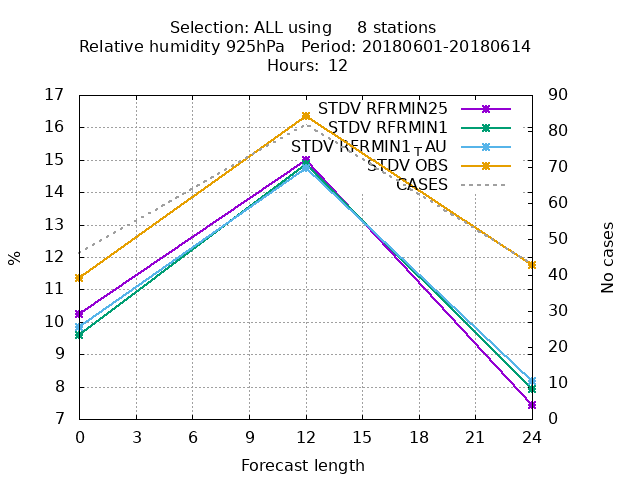 Selection: ALL using     8 stations
Relative humidity 925hPa   Period: 20180601-20180614
Hours: 12
STDV RFRMIN25
STDV RFRMIN1
STDV RFRMIN1┬AU
STDV OBS
CASES
17
16
15
14
13
12
11
10
9
8
7
%
90
80
70
60
50
40
30
20
10
0
No cases
0 3 6 9 12 15 18 21 24
Forecast length